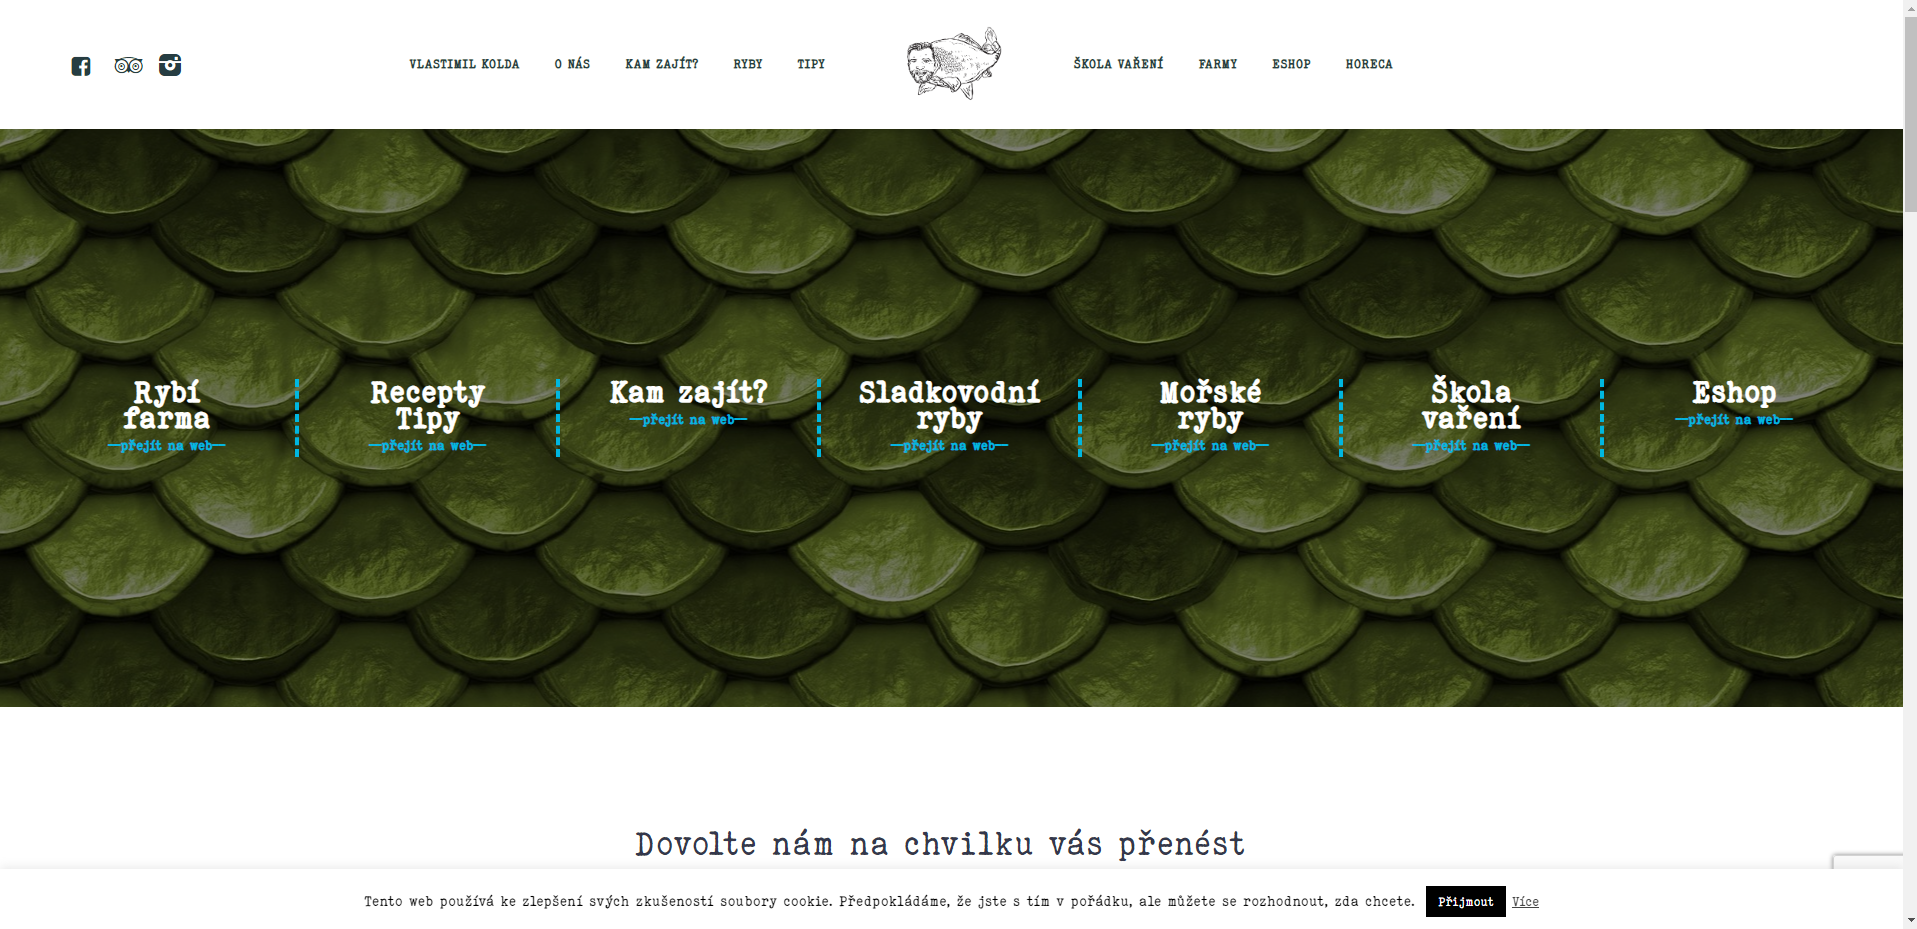 VLASTIMIL KOLDA
O NÁS
KAM ZAJÍT?
RYBY
TIPY
ŠKOLA VAŘENÍ
FARMY
ESHOP
HORECA
Rybí
farma
—přejít na web—
Recepty
Tipy
—přejít na web—
Kam zajít?
—přejít na web—
Sladkovodní
ryby
—přejít na web—
Mořské
ryby
—přejít na web—
Škola
vaření
—přejít na web—
Eshop
—přejít na web—
Dovolte nám na chvilku vás přenést
Tento web používá ke zlepšení svých zkušeností soubory cookie. Předpokládáme, že jste s tím v pořádku, ale můžete se rozhodnout, zda chcete.
Přijmout
Více